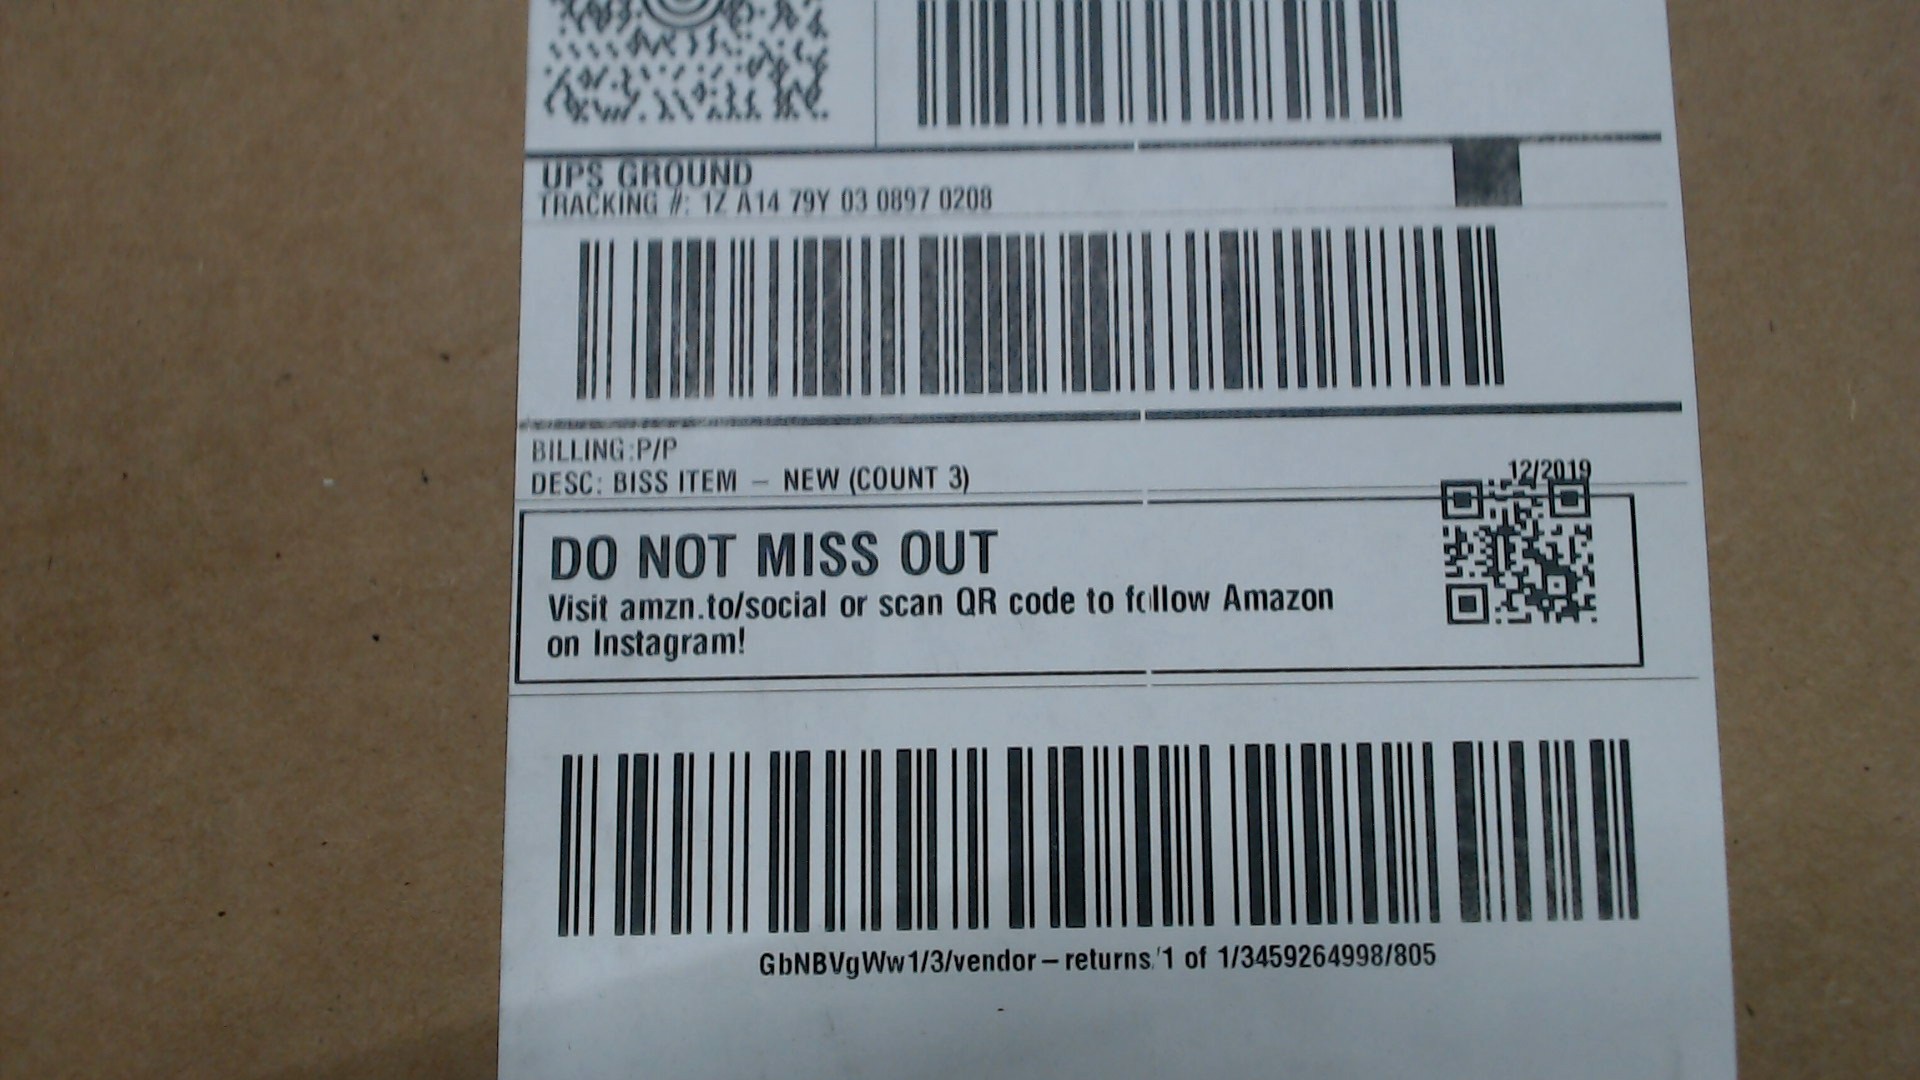 UPS GROUND
TRACKING #: 1Z A14 79Y 03 0897 0208
BILLING:P/P
DESC: BISS ITEM – NEW (COUNT 3)
12/2019
DO NOT MISS OUT
Visit amzn.to/social or scan QR code to follow Amazon
on Instagram!
GbNBVgWw1/3/vendor–returns/1 of 1/3459264998/805